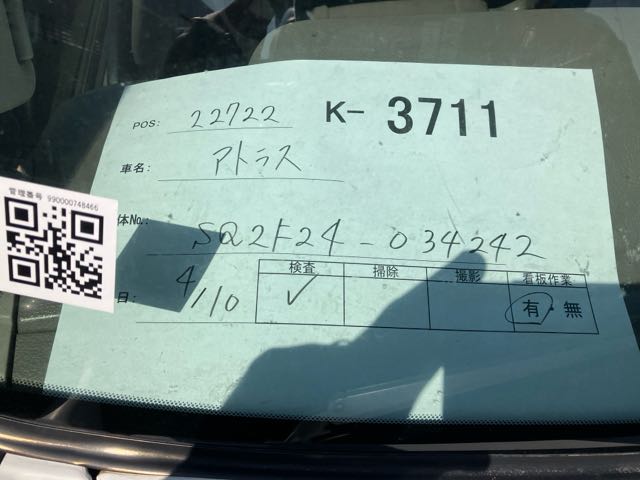 POS: 22722 K- 3711
車名: アトラス
管理番号 990000748466
体No.: SQ2F24-034242
日: 4/10
検査 掃除 撮影 看板作業
✓ 有・無